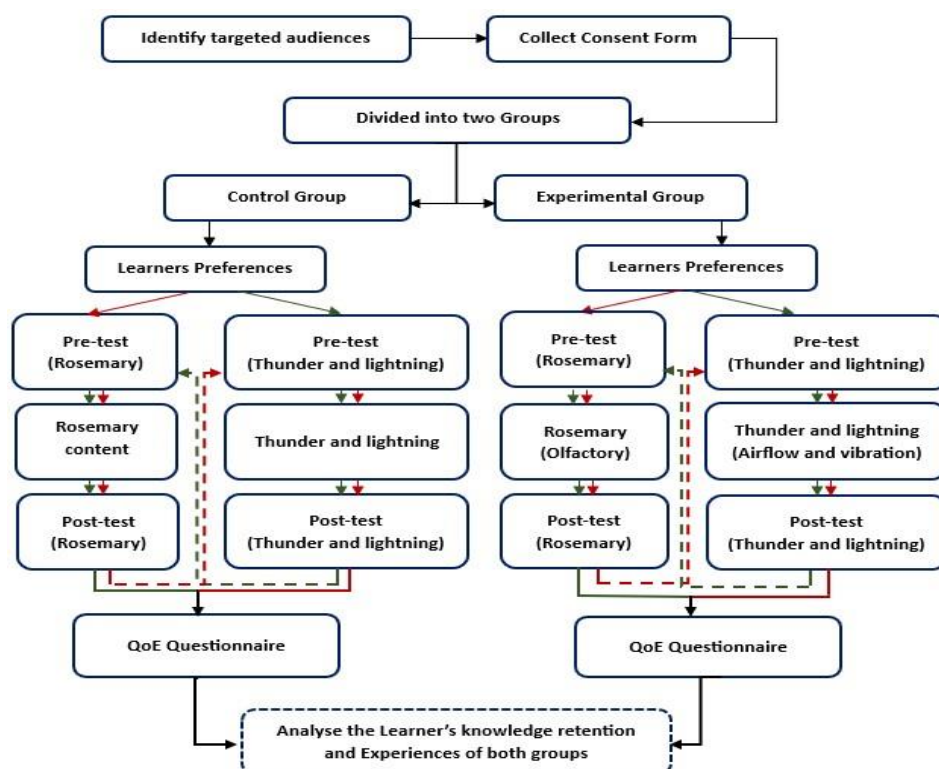 Identify targeted audiences
Collect Consent Form
Divided into two Groups
Control Group
Experimental Group
Learners Preferences
Learners Preferences
Pre-test
(Rosemary)
Pre-test
(Thunder and lightning)
Pre-test
(Rosemary)
Pre-test
(Thunder and lightning)
Rosemary
content
Thunder and lightning
Rosemary
(Olfactory)
Thunder and lightning
(Airflow and vibration)
Post-test
(Rosemary)
Post-test
(Thunder and lightning)
Post-test
(Rosemary)
Post-test
(Thunder and lightning)
QoE Questionnaire
QoE Questionnaire
Analyse the Learner's knowledge retention
and Experiences of both groups